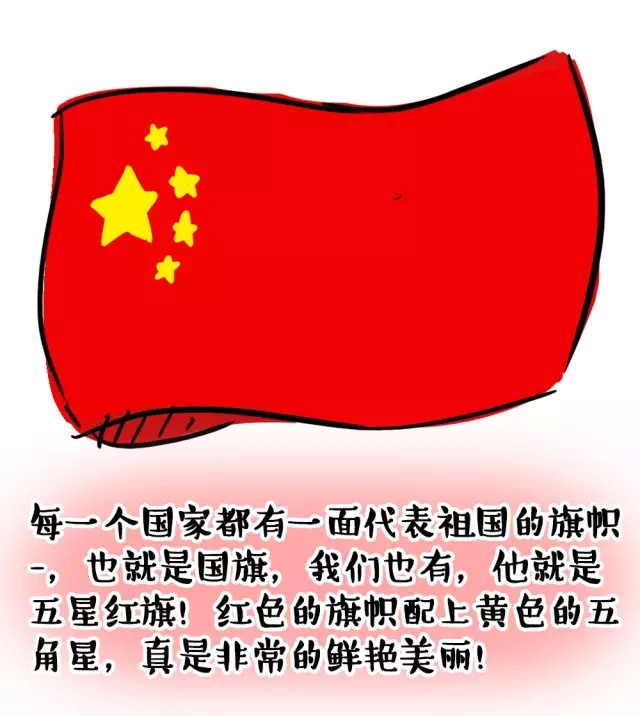 每一个国家都有一面代表祖国的旗帜
-，也就是国旗，我们也有，他就是
五星红旗！红色的旗帜配上黄色的五
角星，真是非常的鲜艳美丽！